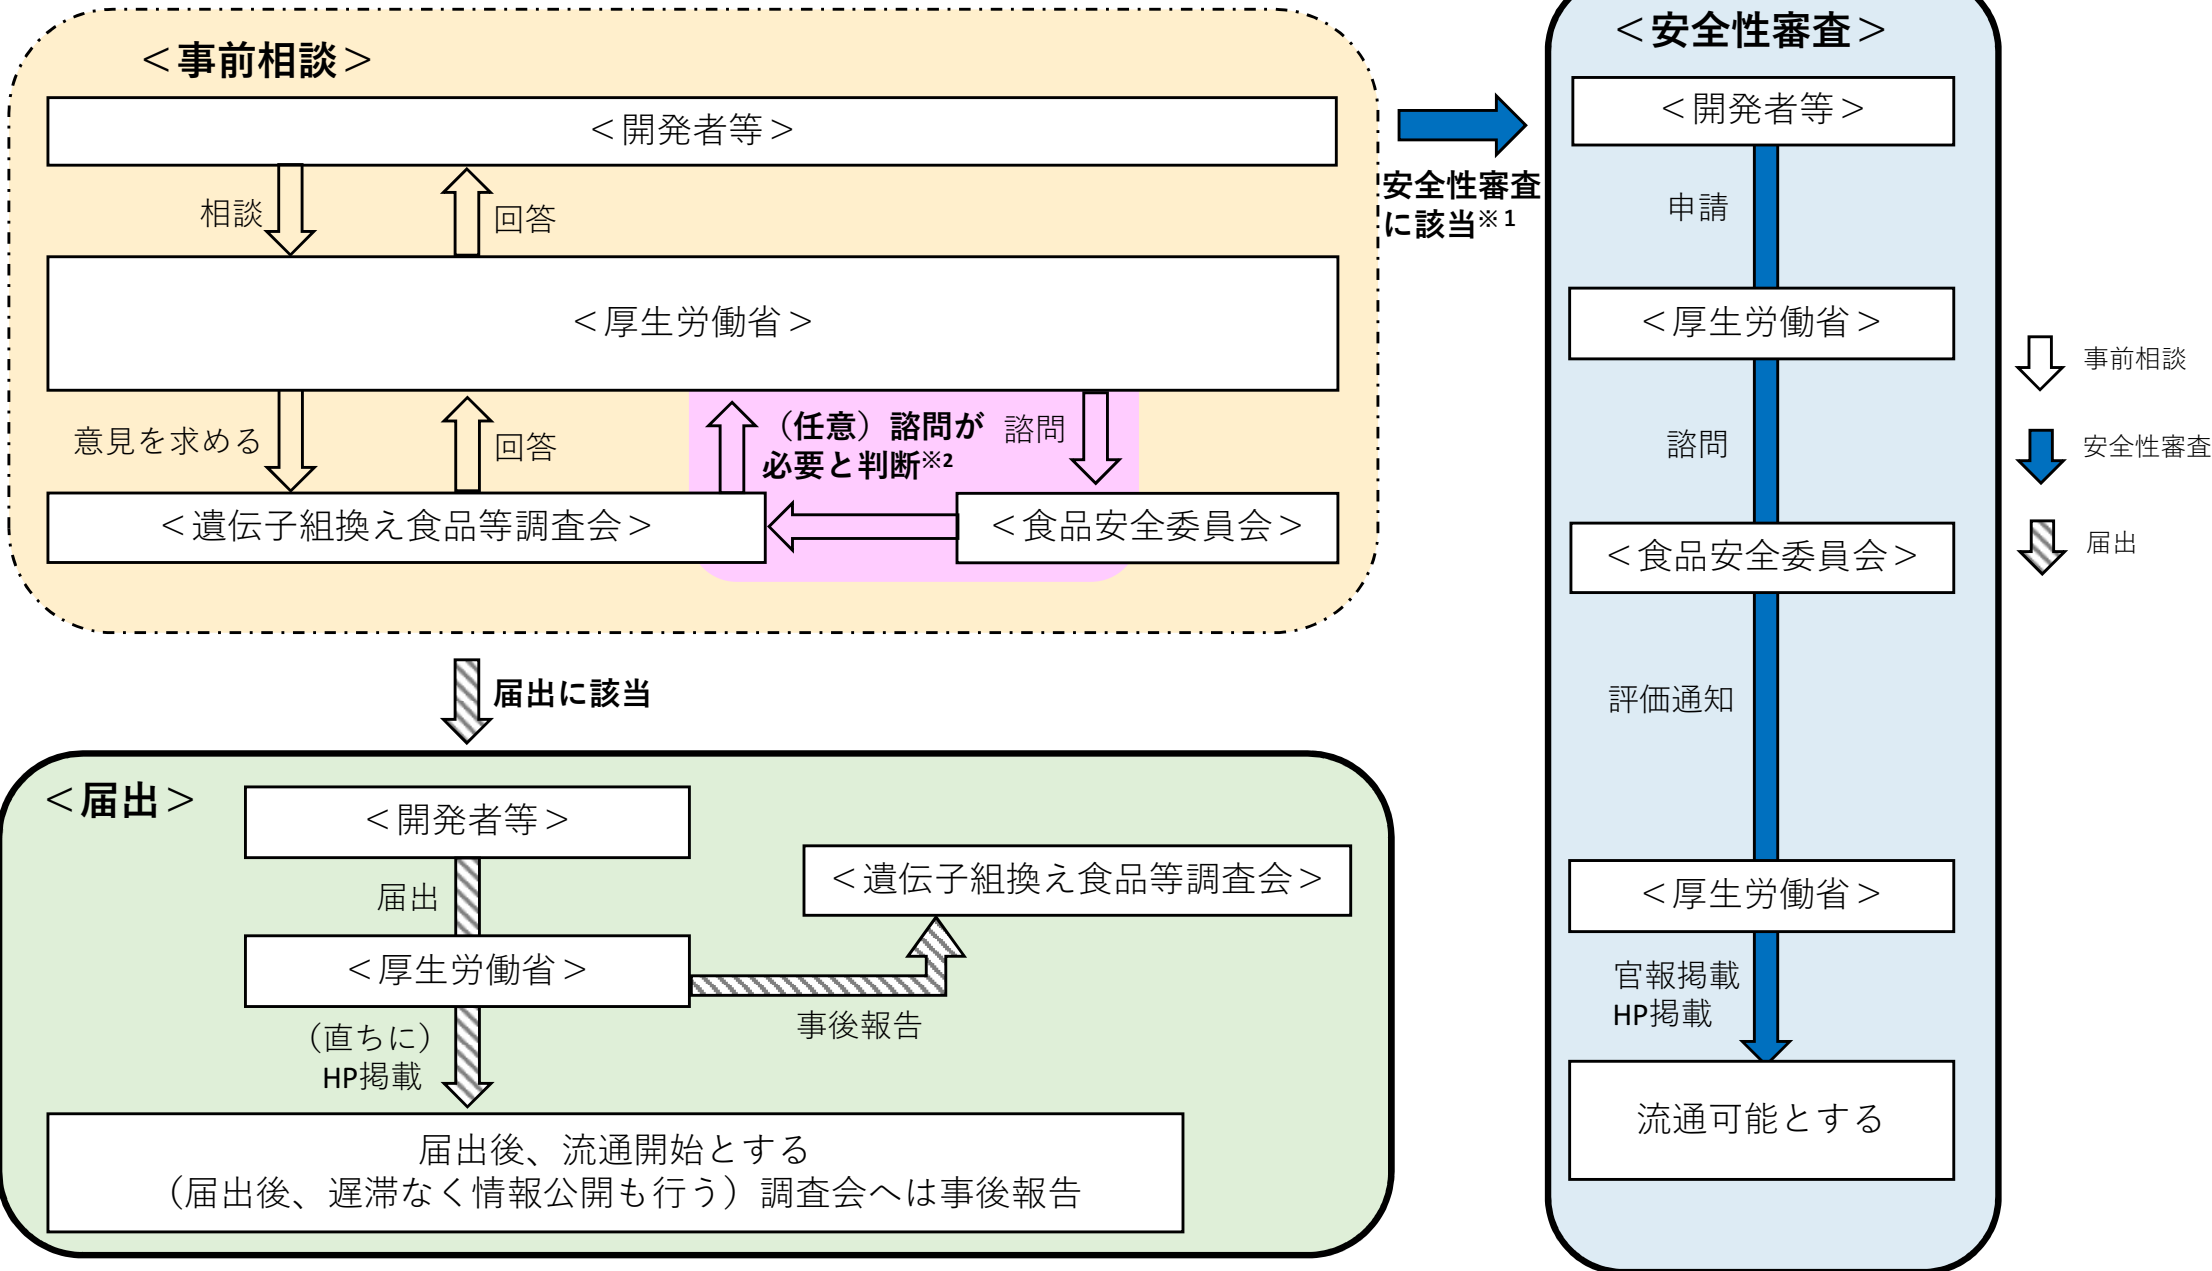 ＜事前相談＞
＜開発者等＞
相談
回答
＜厚生労働省＞
意見を求める
回答
（任意）諮問が
必要と判断※2
諮問
＜遺伝子組換え食品等調査会＞
＜食品安全委員会＞
安全性審査
に該当※1
届出に該当
＜届出＞
＜開発者等＞
届出
＜厚生労働省＞
＜遺伝子組換え食品等調査会＞
事後報告
（直ちに）
HP掲載
届出後、流通開始とする
（届出後、遅滞なく情報公開も行う）調査会へは事後報告
＜安全性審査＞
＜開発者等＞
申請
＜厚生労働省＞
諮問
＜食品安全委員会＞
評価通知
＜厚生労働省＞
官報掲載
HP掲載
流通可能とする
事前相談
安全性審査
届出